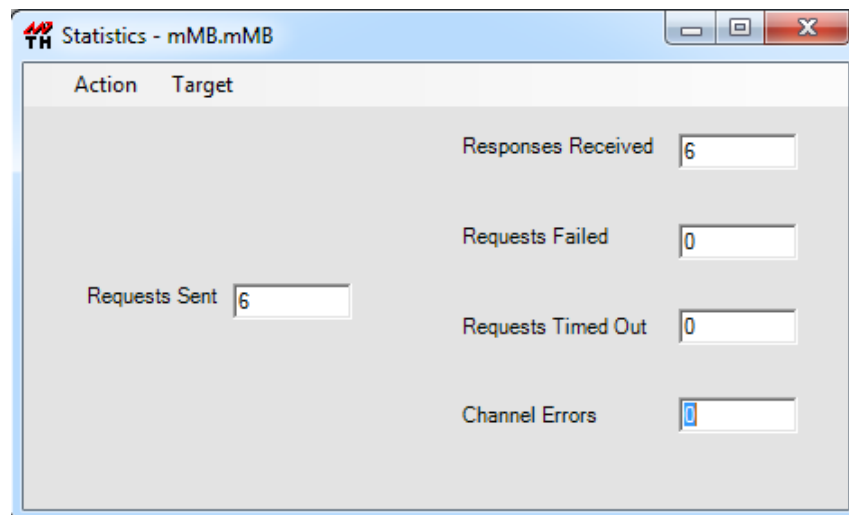 TH Statistics - mMB.mMB
Action Target
Responses Received 6
Requests Failed 0
Requests Sent 6
Requests Timed Out 0
Channel Errors 0